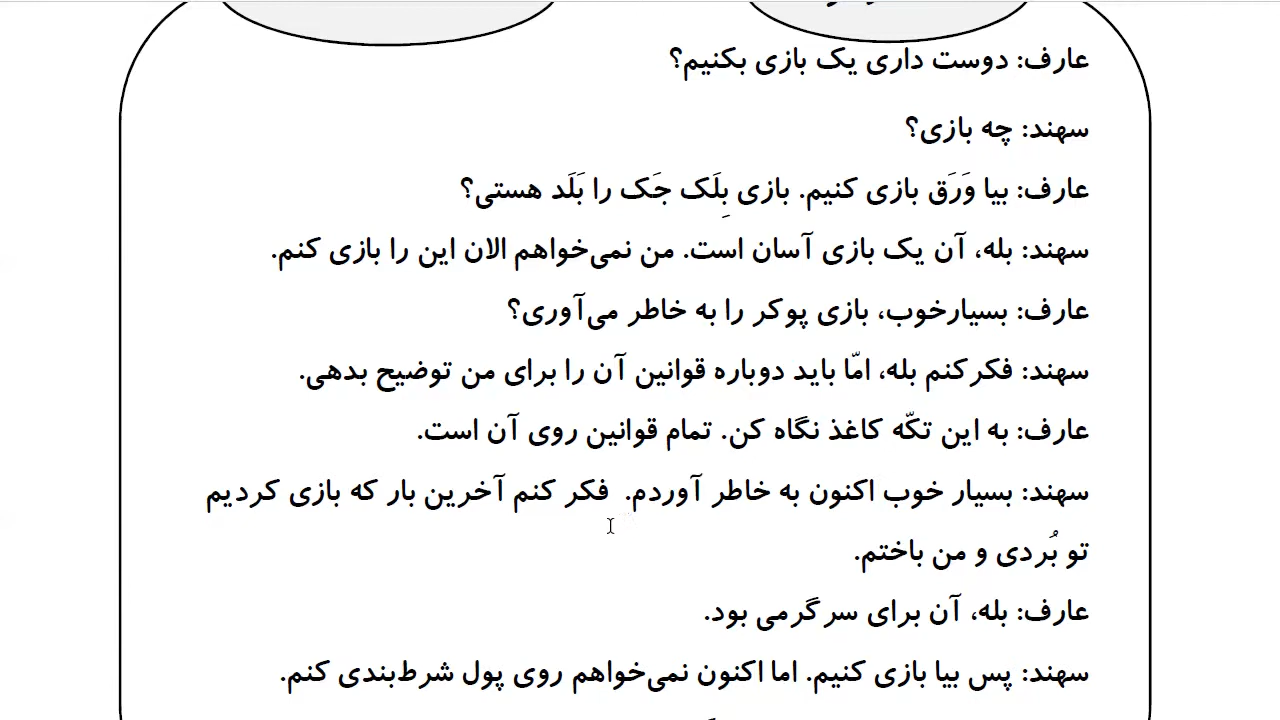 عارف: دوست داری یک بازی بکنیم؟
سهند: چه بازی؟
عارف: بیا وَرَق بازی کنیم. بازی بِلَک جَک را بَلَد هستی؟
سهند: بله، آن یک بازی آسان است. من نمی‌خواهم الان این را بازی کنم.
عارف: بسیارخوب، بازی پوکر را به خاطر می‌آوری؟
سهند: فکرکنم بله، امّا باید دوباره قوانین آن را برای من توضیح بدهی.
عارف: به این تکّه کاغذ نگاه کن. تمام قوانین روی آن است.
سهند: بسیار خوب اکنون به خاطر آوردم. فکر کنم آخرین بار که بازی کردیم
تو بُردی و من باختم.
عارف: بله، آن برای سرگرمی بود.
سهند: پس بیا بازی کنیم. اما اکنون نمی‌خواهم روی پول شرط‌بندی کنم.